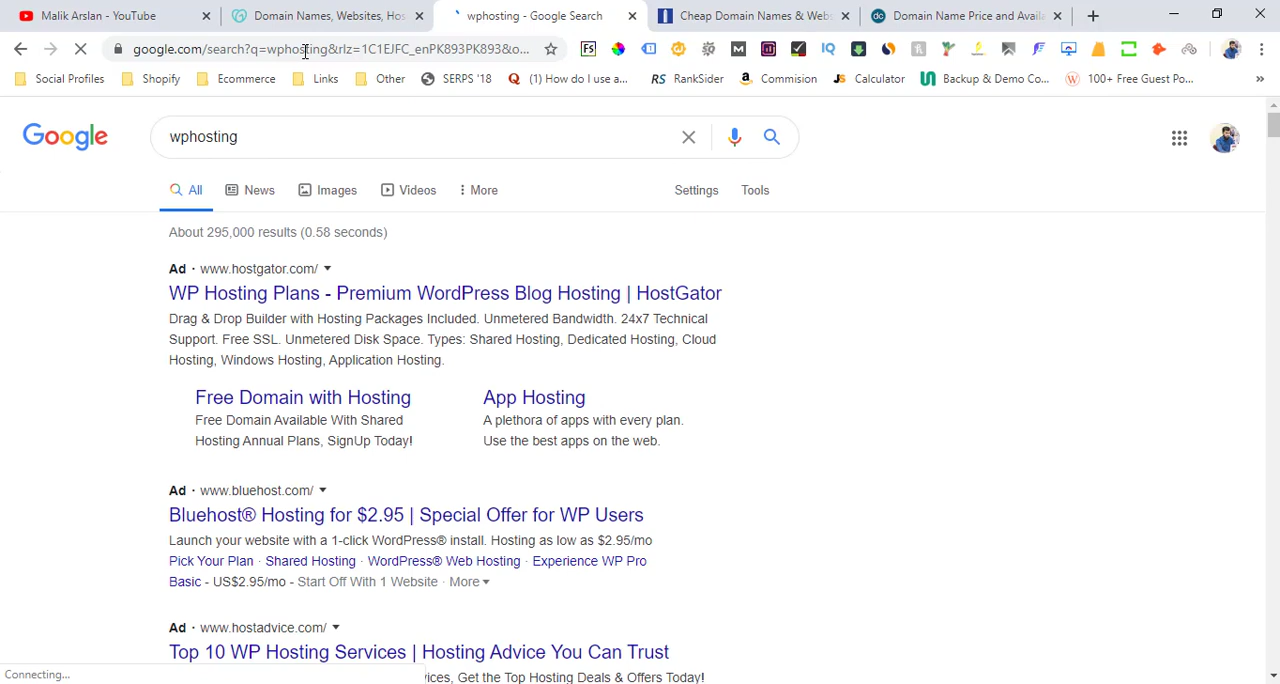 Malik Arslan - YouTube
Domain Names, Websites, Hos
wphosting - Google Search
Cheap Domain Names & Web
Domain Name Price and Avail
google.com/search?q=wphosting&rlz=1C1EJFC_enPK893PK893&o...
Social Profiles
Shopify
Ecommerce
Links
Other
SERPS '18
(1) How do I use a...
RankSider
Commision
Calculator
Backup & Demo Co...
100+ Free Guest Po...
Google
wphosting
All
News
Images
Videos
More
Settings
Tools
About 295,000 results (0.58 seconds)
Ad · www.hostgator.com/
WP Hosting Plans - Premium WordPress Blog Hosting | HostGator
Drag & Drop Builder with Hosting Packages Included. Unmetered Bandwidth. 24x7 Technical
Support. Free SSL. Unmetered Disk Space. Types: Shared Hosting, Dedicated Hosting, Cloud
Hosting, Windows Hosting, Application Hosting.
Free Domain with Hosting
Free Domain Available With Shared
Hosting Annual Plans, SignUp Today!
App Hosting
A plethora of apps with every plan.
Use the best apps on the web.
Ad · www.bluehost.com/
Bluehost® Hosting for $2.95 | Special Offer for WP Users
Launch your website with a 1-click WordPress® install. Hosting as low as $2.95/mo
Pick Your Plan · Shared Hosting · WordPress® Web Hosting · Experience WP Pro
Basic - US$2.95/mo - Start Off With 1 Website · More
Ad · www.hostadvice.com/
Top 10 WP Hosting Services | Hosting Advice You Can Trust
vices, Get the Top Hosting Deals & Offers Today!
Connecting...